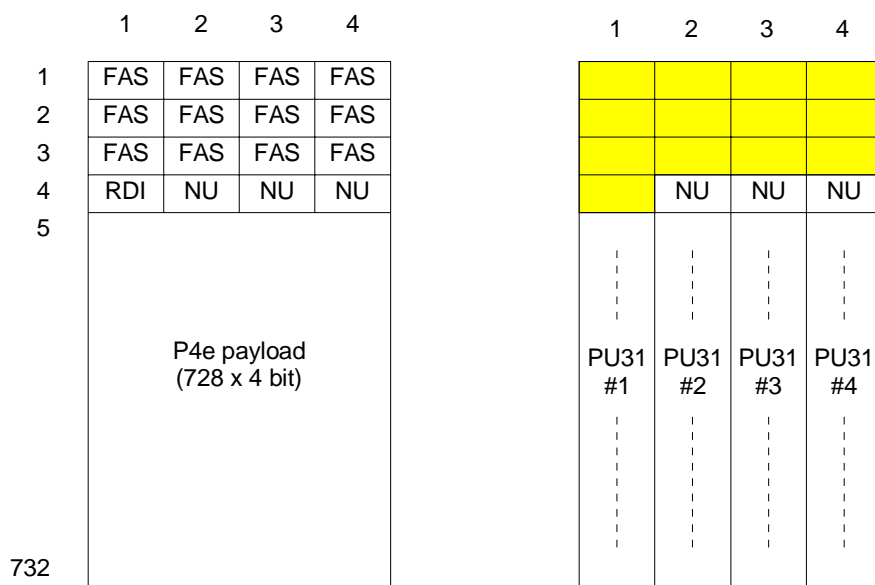 1 2 3 4
1 FAS FAS FAS FAS
2 FAS FAS FAS FAS
3 FAS FAS FAS FAS
4 RDI NU NU NU
5
P4e payload
(728 x 4 bit)
732
1 2 3 4
NU NU NU
PU31 PU31 PU31 PU31
#1 #2 #3 #4